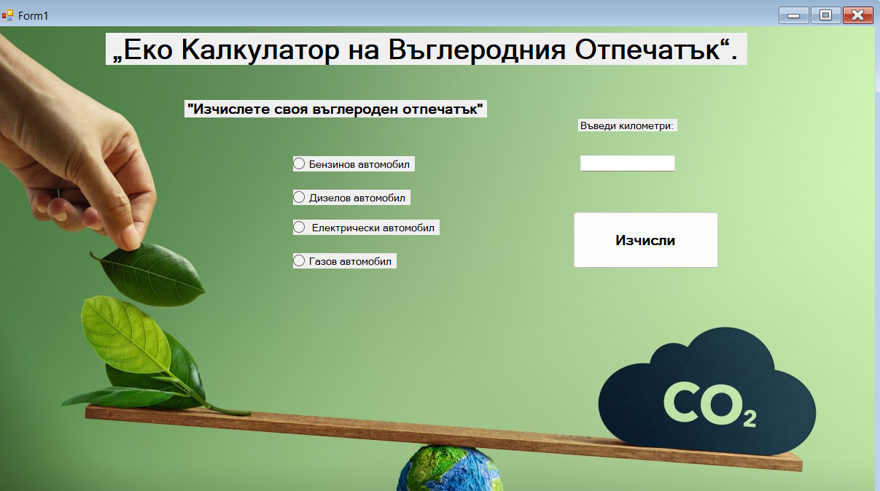 Form1
„Еко Калкулатор на Въглеродния Отпечатък“.
"Изчислете своя въглероден отпечатък"
Въведи километри:
Бензинов автомобил
Дизелов автомобил
Електрически автомобил
Изчисли
Газов автомобил
CO₂